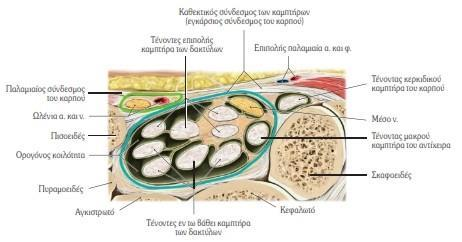 Καθεκτικός σύνδεσμος των καμπτήρων
(εγκάρσιος σύνδεσμος του καρπού)
Τένοντες επιπολής
καμπτήρα των δακτύλων
Επιπολής παλαμιαία α. και φ.
Παλαμιαίος σύνδεσμος
του καρπού
Ωλένια α. και ν.
Πισοειδές
Ορογόνος κοιλότητα
Πυραμοειδές
Αγκιστρωτό
Τένοντες εν τω βάθει καμπτήρα
των δακτύλων
Κεφαλωτό
Τένοντας κερκιδικού
καμπτήρα του καρπού
Μέσο ν.
Τένοντας μακρού
καμπτήρα του αντίχειρα
Σκαφοειδές